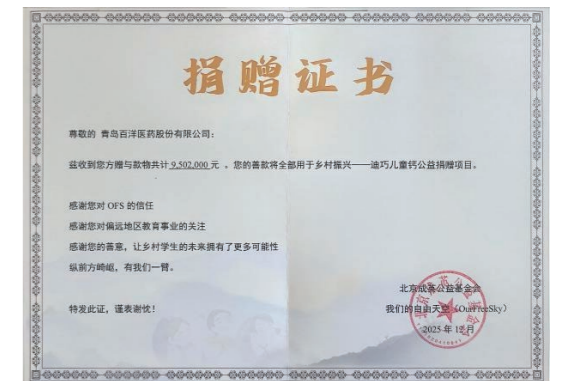 捐赠证书
尊敬的 青岛百洋医药股份有限公司：
兹收到您方赠与款物共计 9,502,000 元 。您的善款将全部用于乡村振兴——迪巧儿童钙公益捐赠项目。
感谢您对 OFS 的信任
感谢您对偏远地区教育事业的关注
感谢您的善意，让乡村学生的未来拥有了更多可能性
纵前方崎岖，有我们一臂。
北京成荟公益基金会
特发此证，谨表谢忱！
我们的自由天空（OurFreeSky）
2025 年 12月